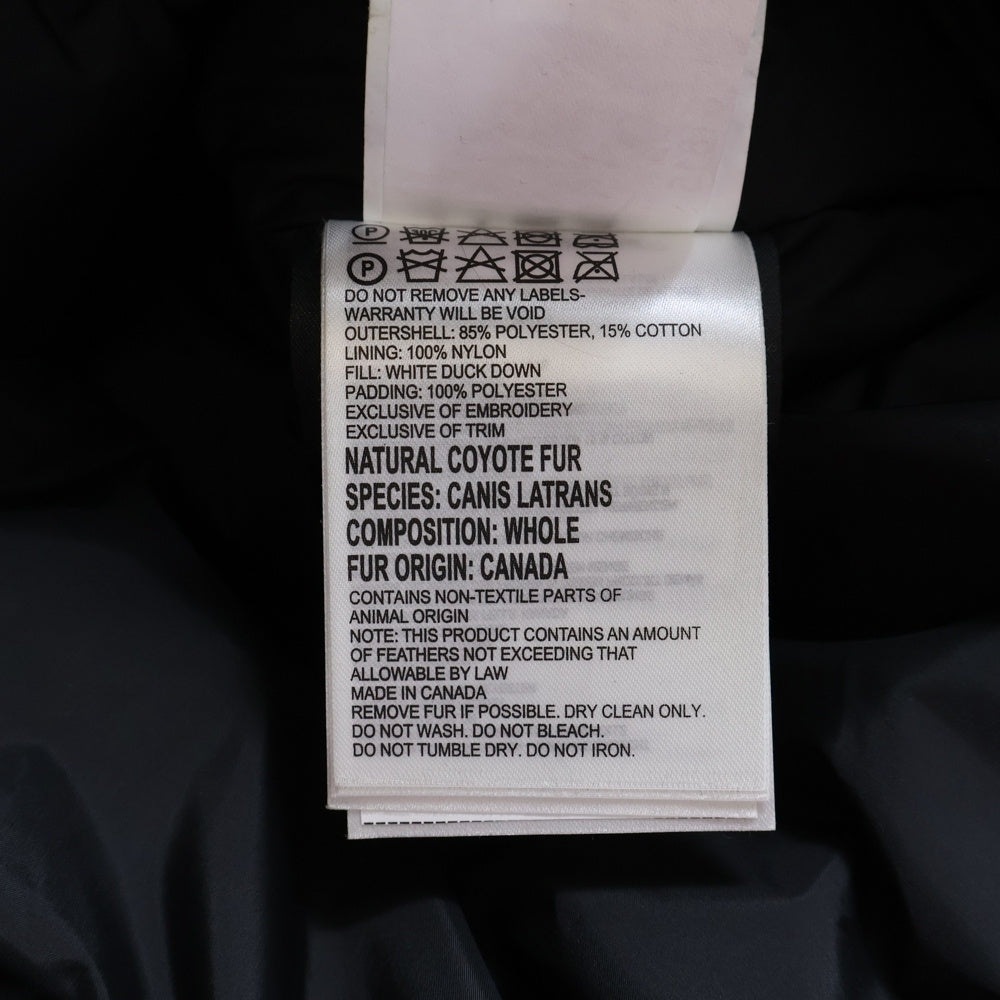 30C
P
DO NOT REMOVE ANY LABELS-
WARRANTY WILL BE VOID
OUTERSHELL: 85% POLYESTER, 15% COTTON
LINING: 100% NYLON
FILL: WHITE DUCK DOWN
PADDING: 100% POLYESTER
EXCLUSIVE OF EMBROIDERY
EXCLUSIVE OF TRIM
NATURAL COYOTE FUR
SPECIES: CANIS LATRANS
COMPOSITION: WHOLE
FUR ORIGIN: CANADA
CONTAINS NON-TEXTILE PARTS OF
ANIMAL ORIGIN
NOTE: THIS PRODUCT CONTAINS AN AMOUNT
OF FEATHERS NOT EXCEEDING THAT
ALLOWABLE BY LAW
MADE IN CANADA
REMOVE FUR IF POSSIBLE. DRY CLEAN ONLY.
DO NOT WASH. DO NOT BLEACH.
DO NOT TUMBLE DRY. DO NOT IRON.